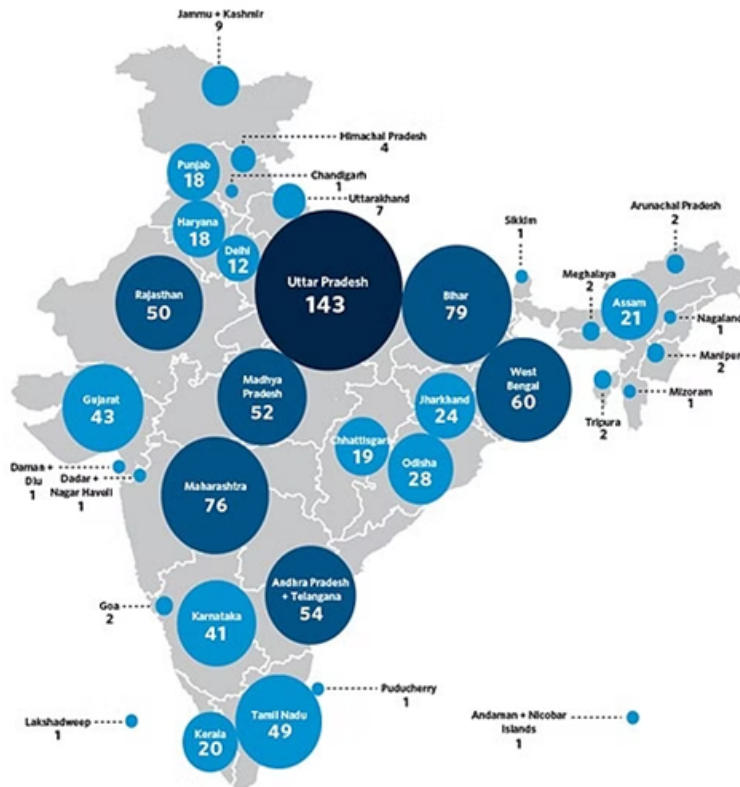 Jammu + Kashmir
9
Himachal Pradesh
4
Punjab
18
Chandigarh
1
Uttarakhand
7
Haryana
18
Delhi
12
Uttar Pradesh
143
Sikkim
1
Arunachal Pradesh
2
Meghalaya
2
Assam
21
Nagaland
1
Manipur
2
Mizoram
1
Tripura
2
Rajasthan
50
Bihar
79
West
Bengal
60
Gujarat
43
Madhya
Pradesh
52
Jharkhand
24
Chhattisgarh
19
Odisha
28
Daman +
Diu
1
Dadar +
Nagar Haveli
1
Maharashtra
76
Andhra Pradesh
+ Telangana
54
Goa
2
Karnataka
41
Puducherry
1
Lakshadweep
1
Kerala
20
Tamil Nadu
49
Andaman + Nicobar
Islands
1